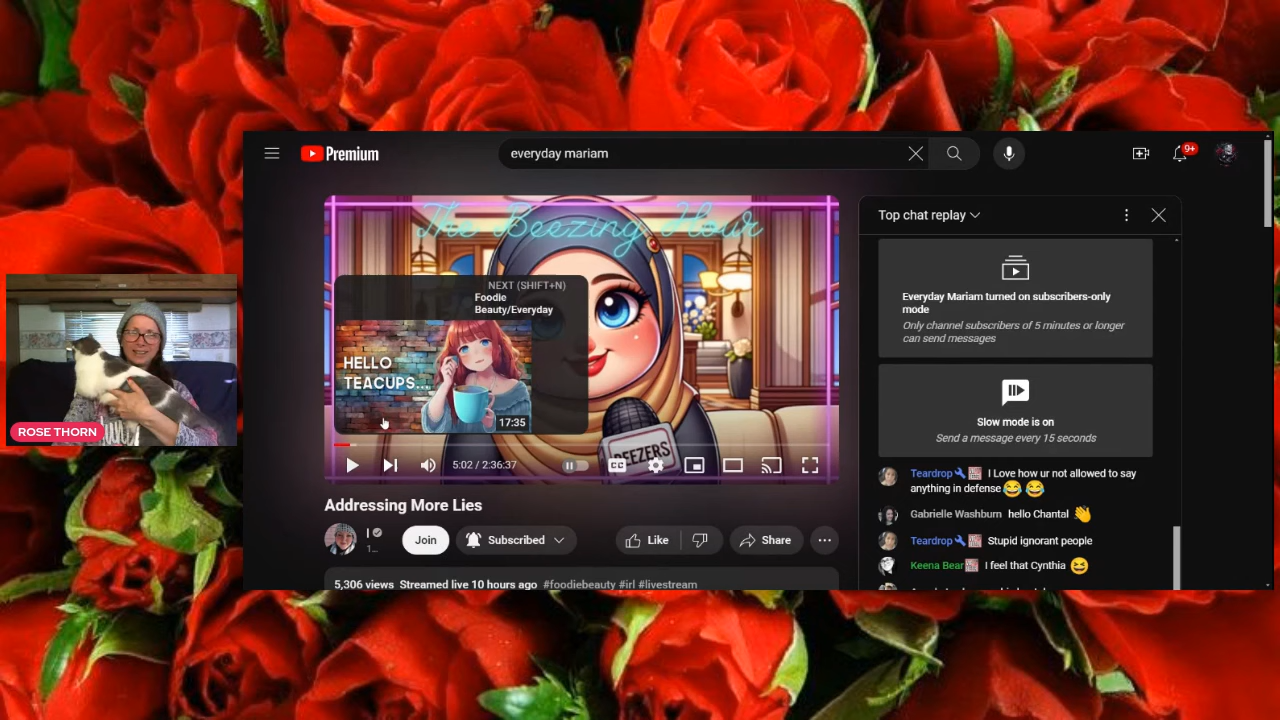 Premium
everyday mariam
9+
The Beezing Hour
NEXT (SHIFT+N)
Foodie
Beauty/Everyday
HELLO
TEACUPS...
17:35
BEEZERS
CC
5:02 / 2:36:37
Addressing More Lies
I
1...
Join
Subscribed
Like
Share
5,306 views Streamed live 10 hours ago #foodiebeauty #irl #livestream
Top chat replay
Everyday Mariam turned on subscribers-only
mode
Only channel subscribers of 5 minutes or longer
can send messages
Slow mode is on
Send a message every 15 seconds
Teardrop I Love how ur not allowed to say
anything in defense
Gabrielle Washburn hello Chantal
Teardrop Stupid ignorant people
Keena Bear I feel that Cynthia
ROSE THORN